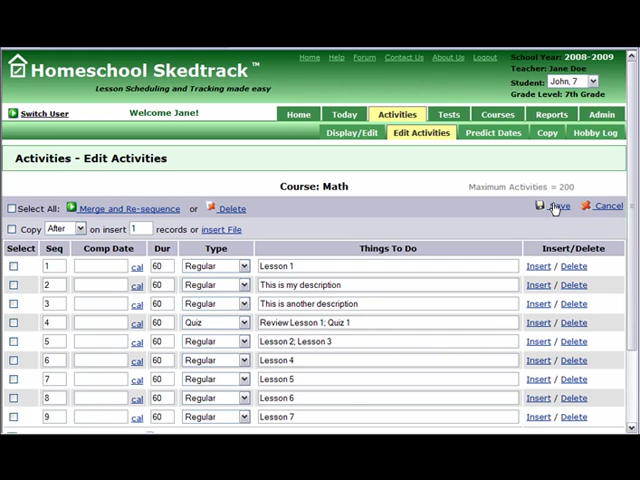 Home Help Forum Contact Us About Us Logout School Year: 2008-2009
Teacher: Jane Doe
Homeschool Skedtrack™ Student: John, 7
Lesson Scheduling and Tracking made easy Grade Level: 7th Grade
Switch User Welcome Jane! Home Today Activities Tests Courses Reports Admin
Display/Edit Edit Activities Predict Dates Copy Hobby Log
Activities - Edit Activities
Course: Math Maximum Activities = 200
Select All: Merge and Re-sequence or Delete Save Cancel
Copy After on insert 1 records or insert File
Select Seq Comp Date Dur Type Things To Do Insert/Delete
1 cal 60 Regular Lesson 1 Insert / Delete
2 cal 60 Regular This is my description Insert / Delete
3 cal 60 Regular This is another description Insert / Delete
4 cal 60 Quiz Review Lesson 1; Quiz 1 Insert / Delete
5 cal 60 Regular Lesson 2; Lesson 3 Insert / Delete
6 cal 60 Regular Lesson 4 Insert / Delete
7 cal 60 Regular Lesson 5 Insert / Delete
8 cal 60 Regular Lesson 6 Insert / Delete
9 cal 60 Regular Lesson 7 Insert / Delete